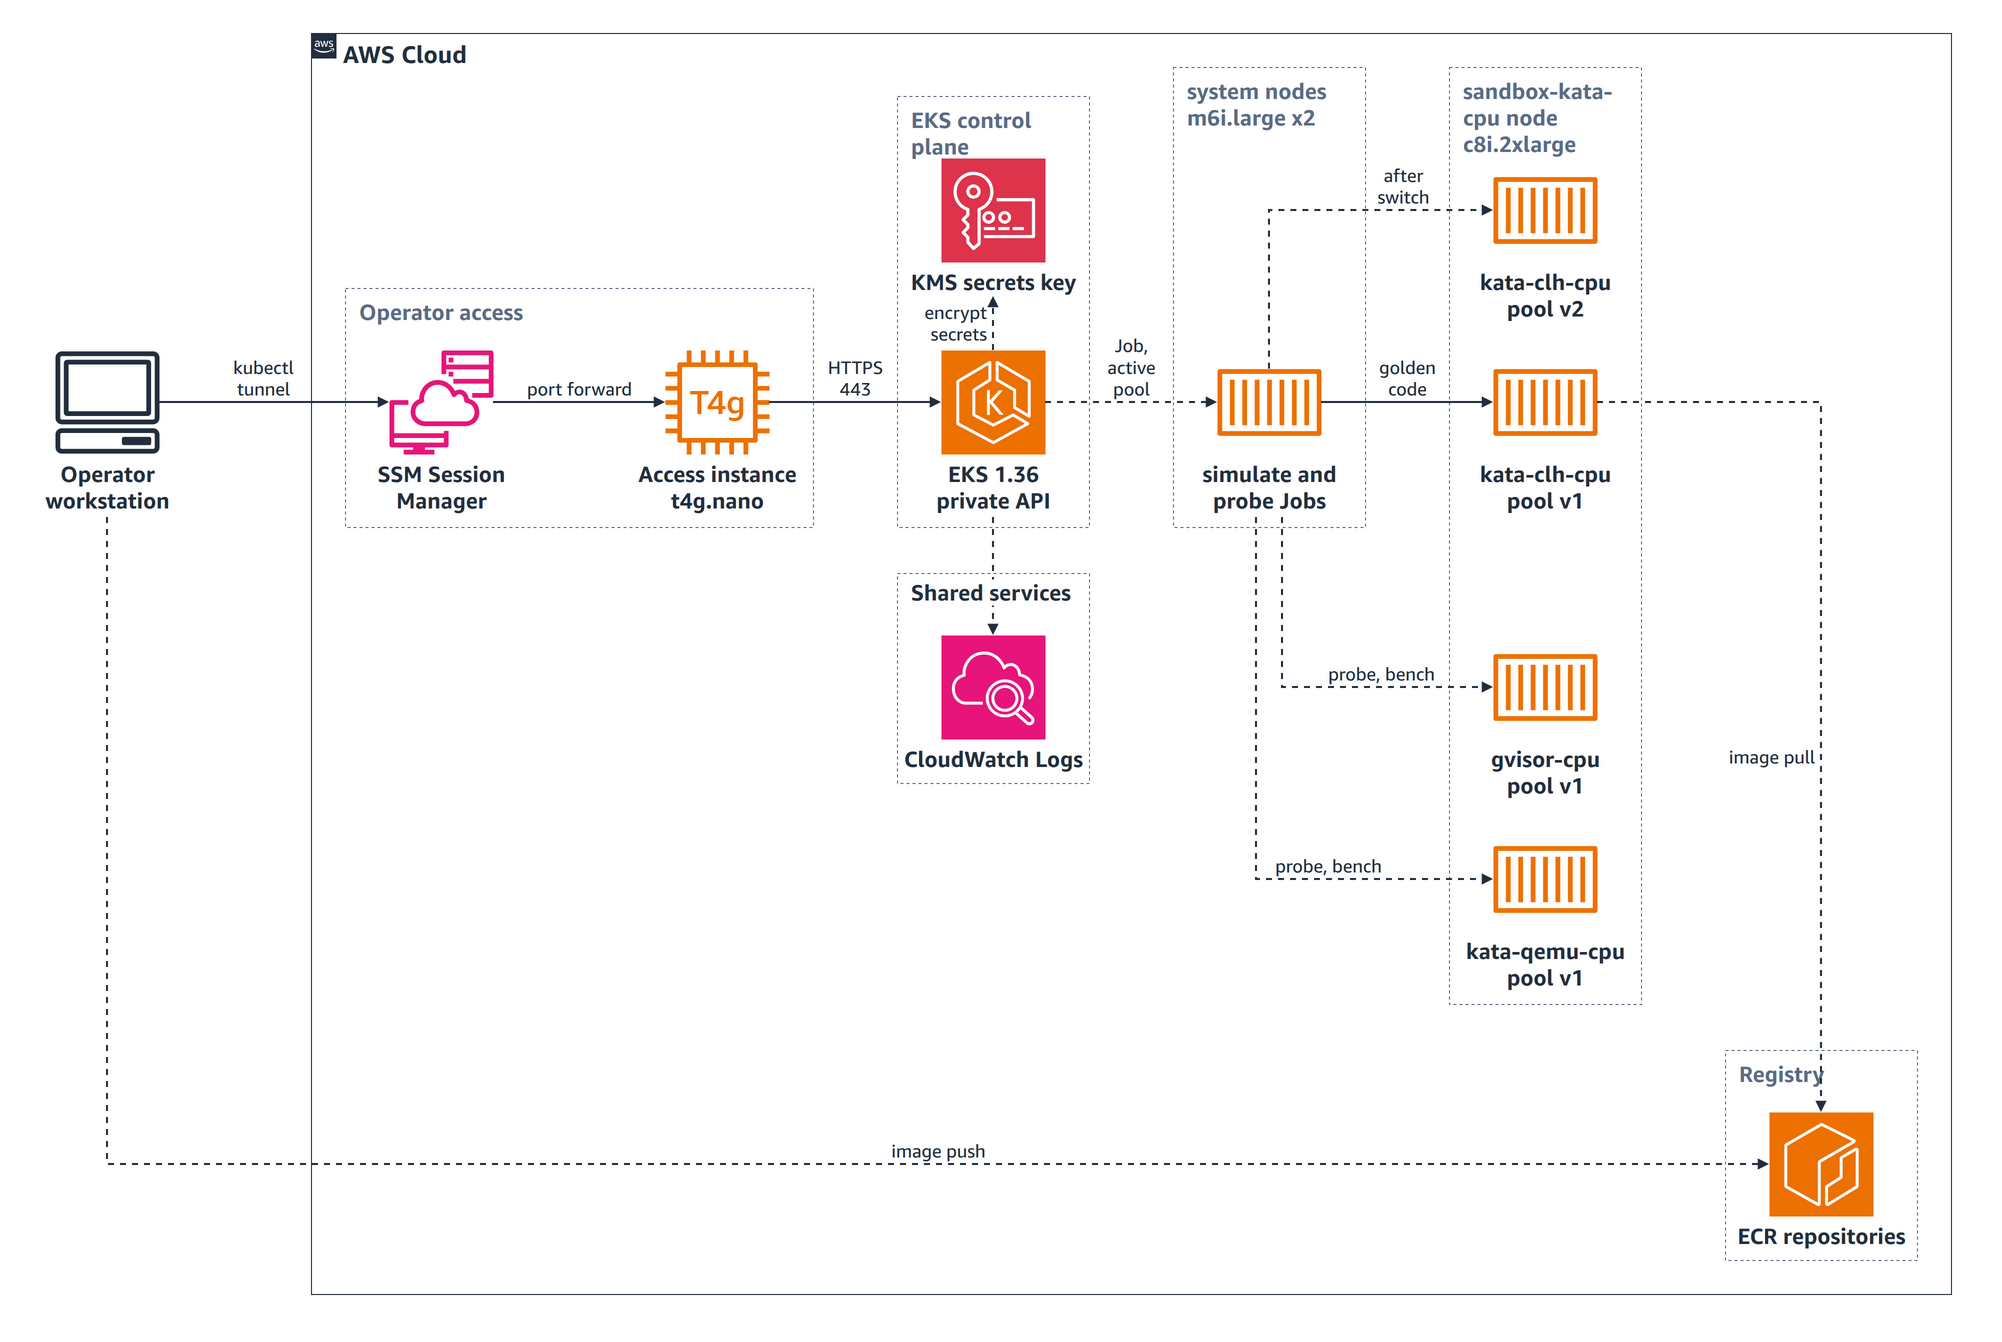 aws
AWS Cloud
system nodes
m6i.large x2
sandbox-kata-
cpu node
c8i.2xlarge
EKS control
plane
after
switch
KMS secrets key
kata-clh-cpu
pool v2
Operator access
encrypt
secrets
kubectl
tunnel
port forward
T4g
HTTPS
443
K
Job,
active
pool
golden
code
Operator
workstation
SSM Session
Manager
Access instance
t4g.nano
EKS 1.36
private API
simulate and
probe Jobs
kata-clh-cpu
pool v1
Shared services
CloudWatch Logs
probe, bench
gvisor-cpu
pool v1
image pull
probe, bench
kata-qemu-cpu
pool v1
Registry
image push
ECR repositories